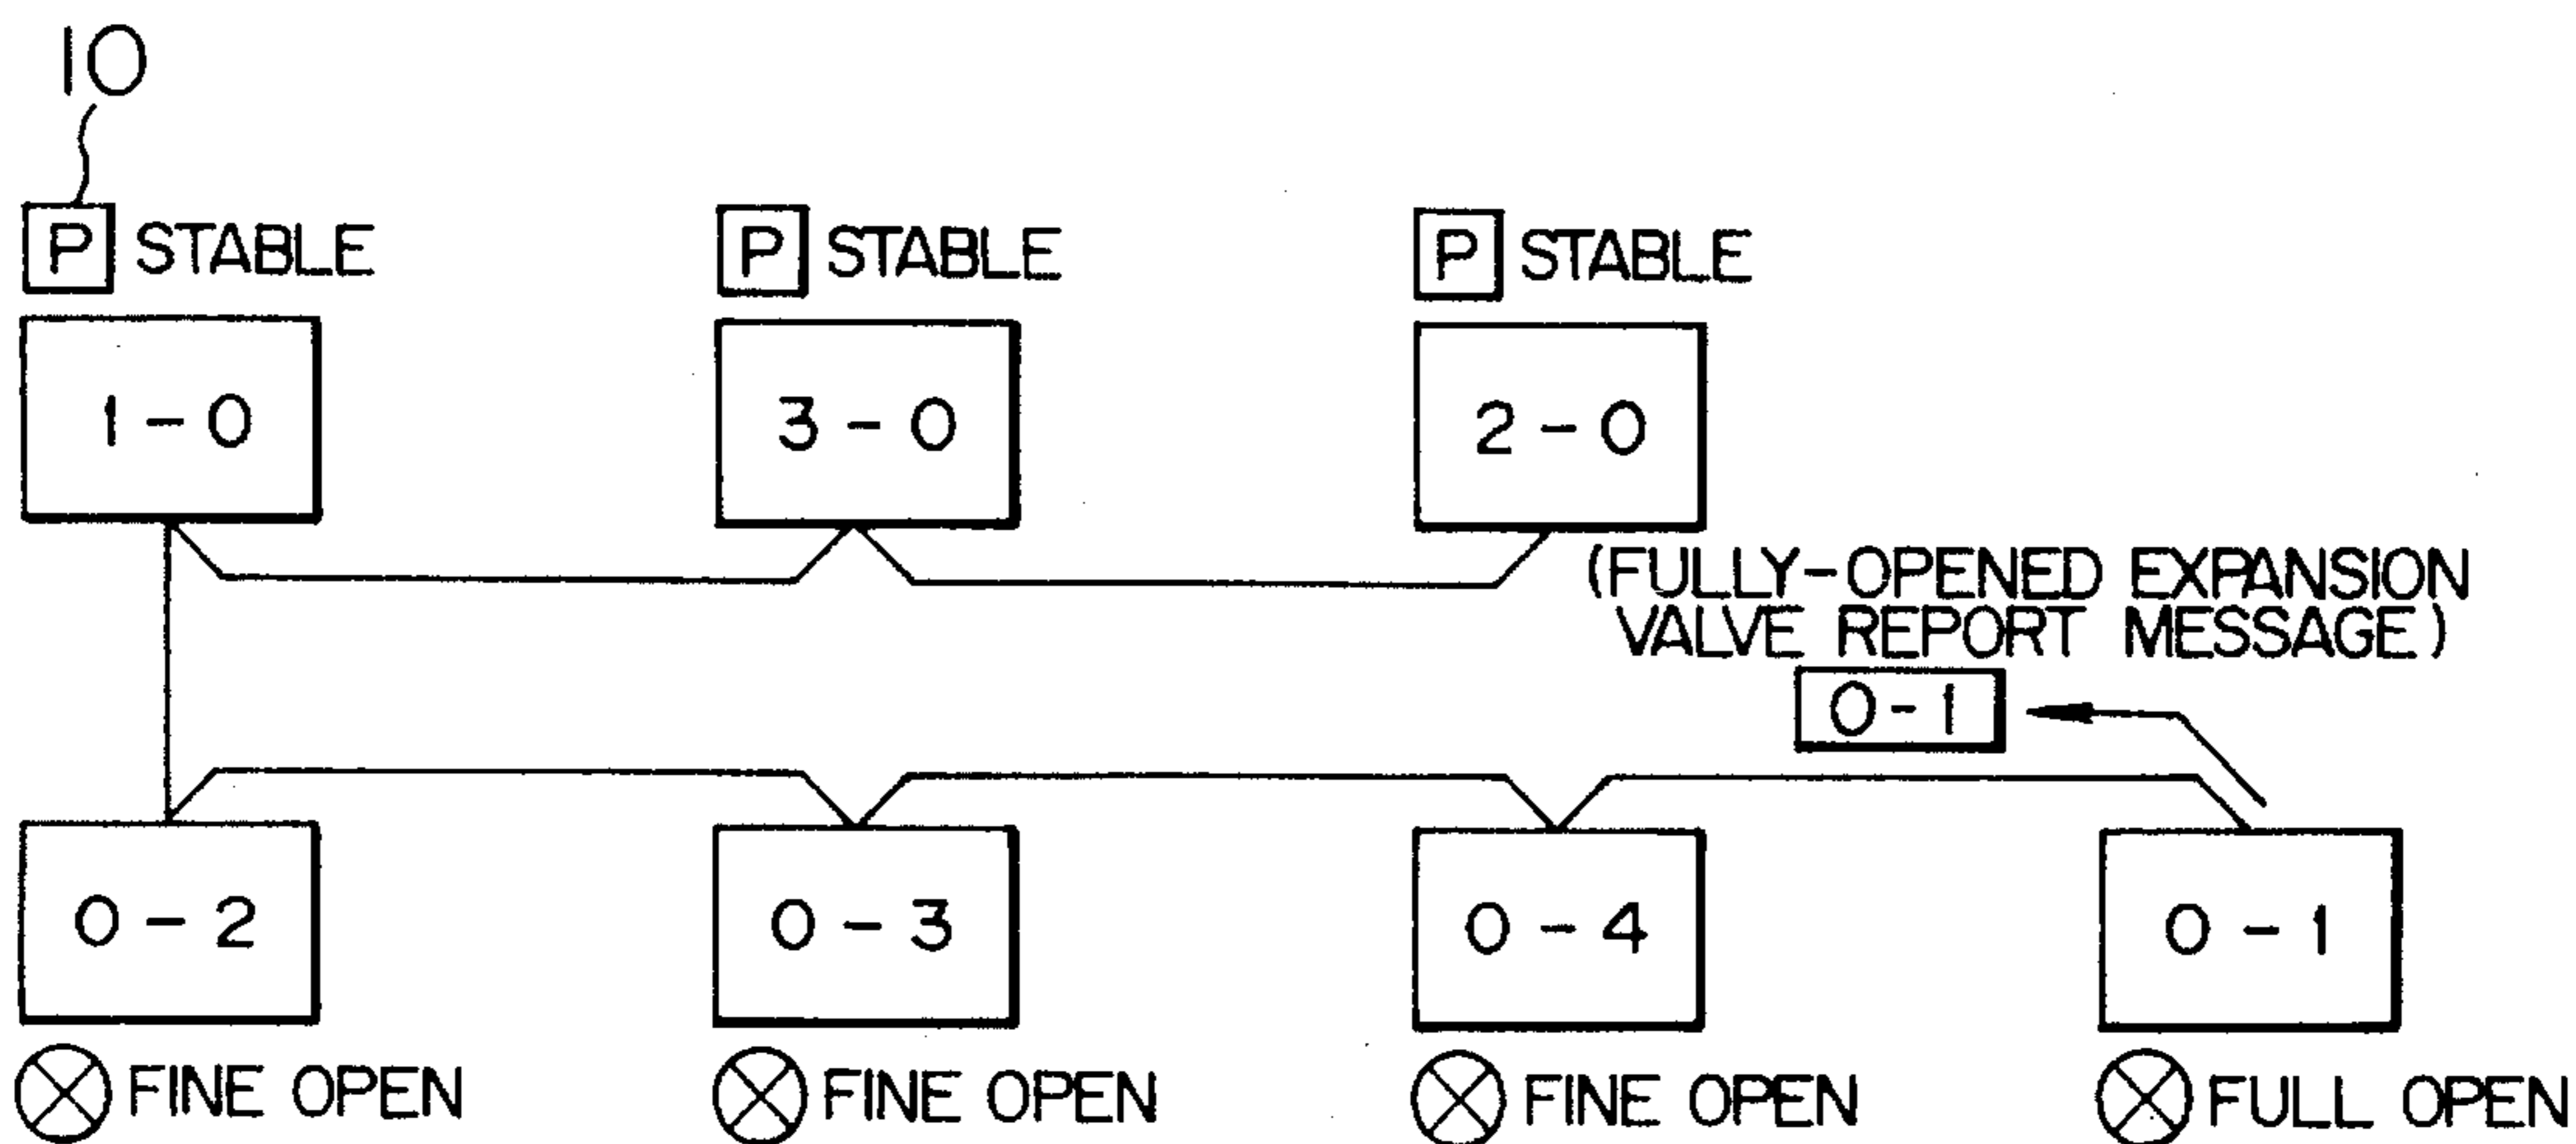 10
P STABLE
P STABLE
P STABLE
1-0
3-0
2-0
(FULLY-OPENED EXPANSION
VALVE REPORT MESSAGE)
0-1
0-2
0-3
0-4
0-1
FINE OPEN
FINE OPEN
FINE OPEN
FULL OPEN